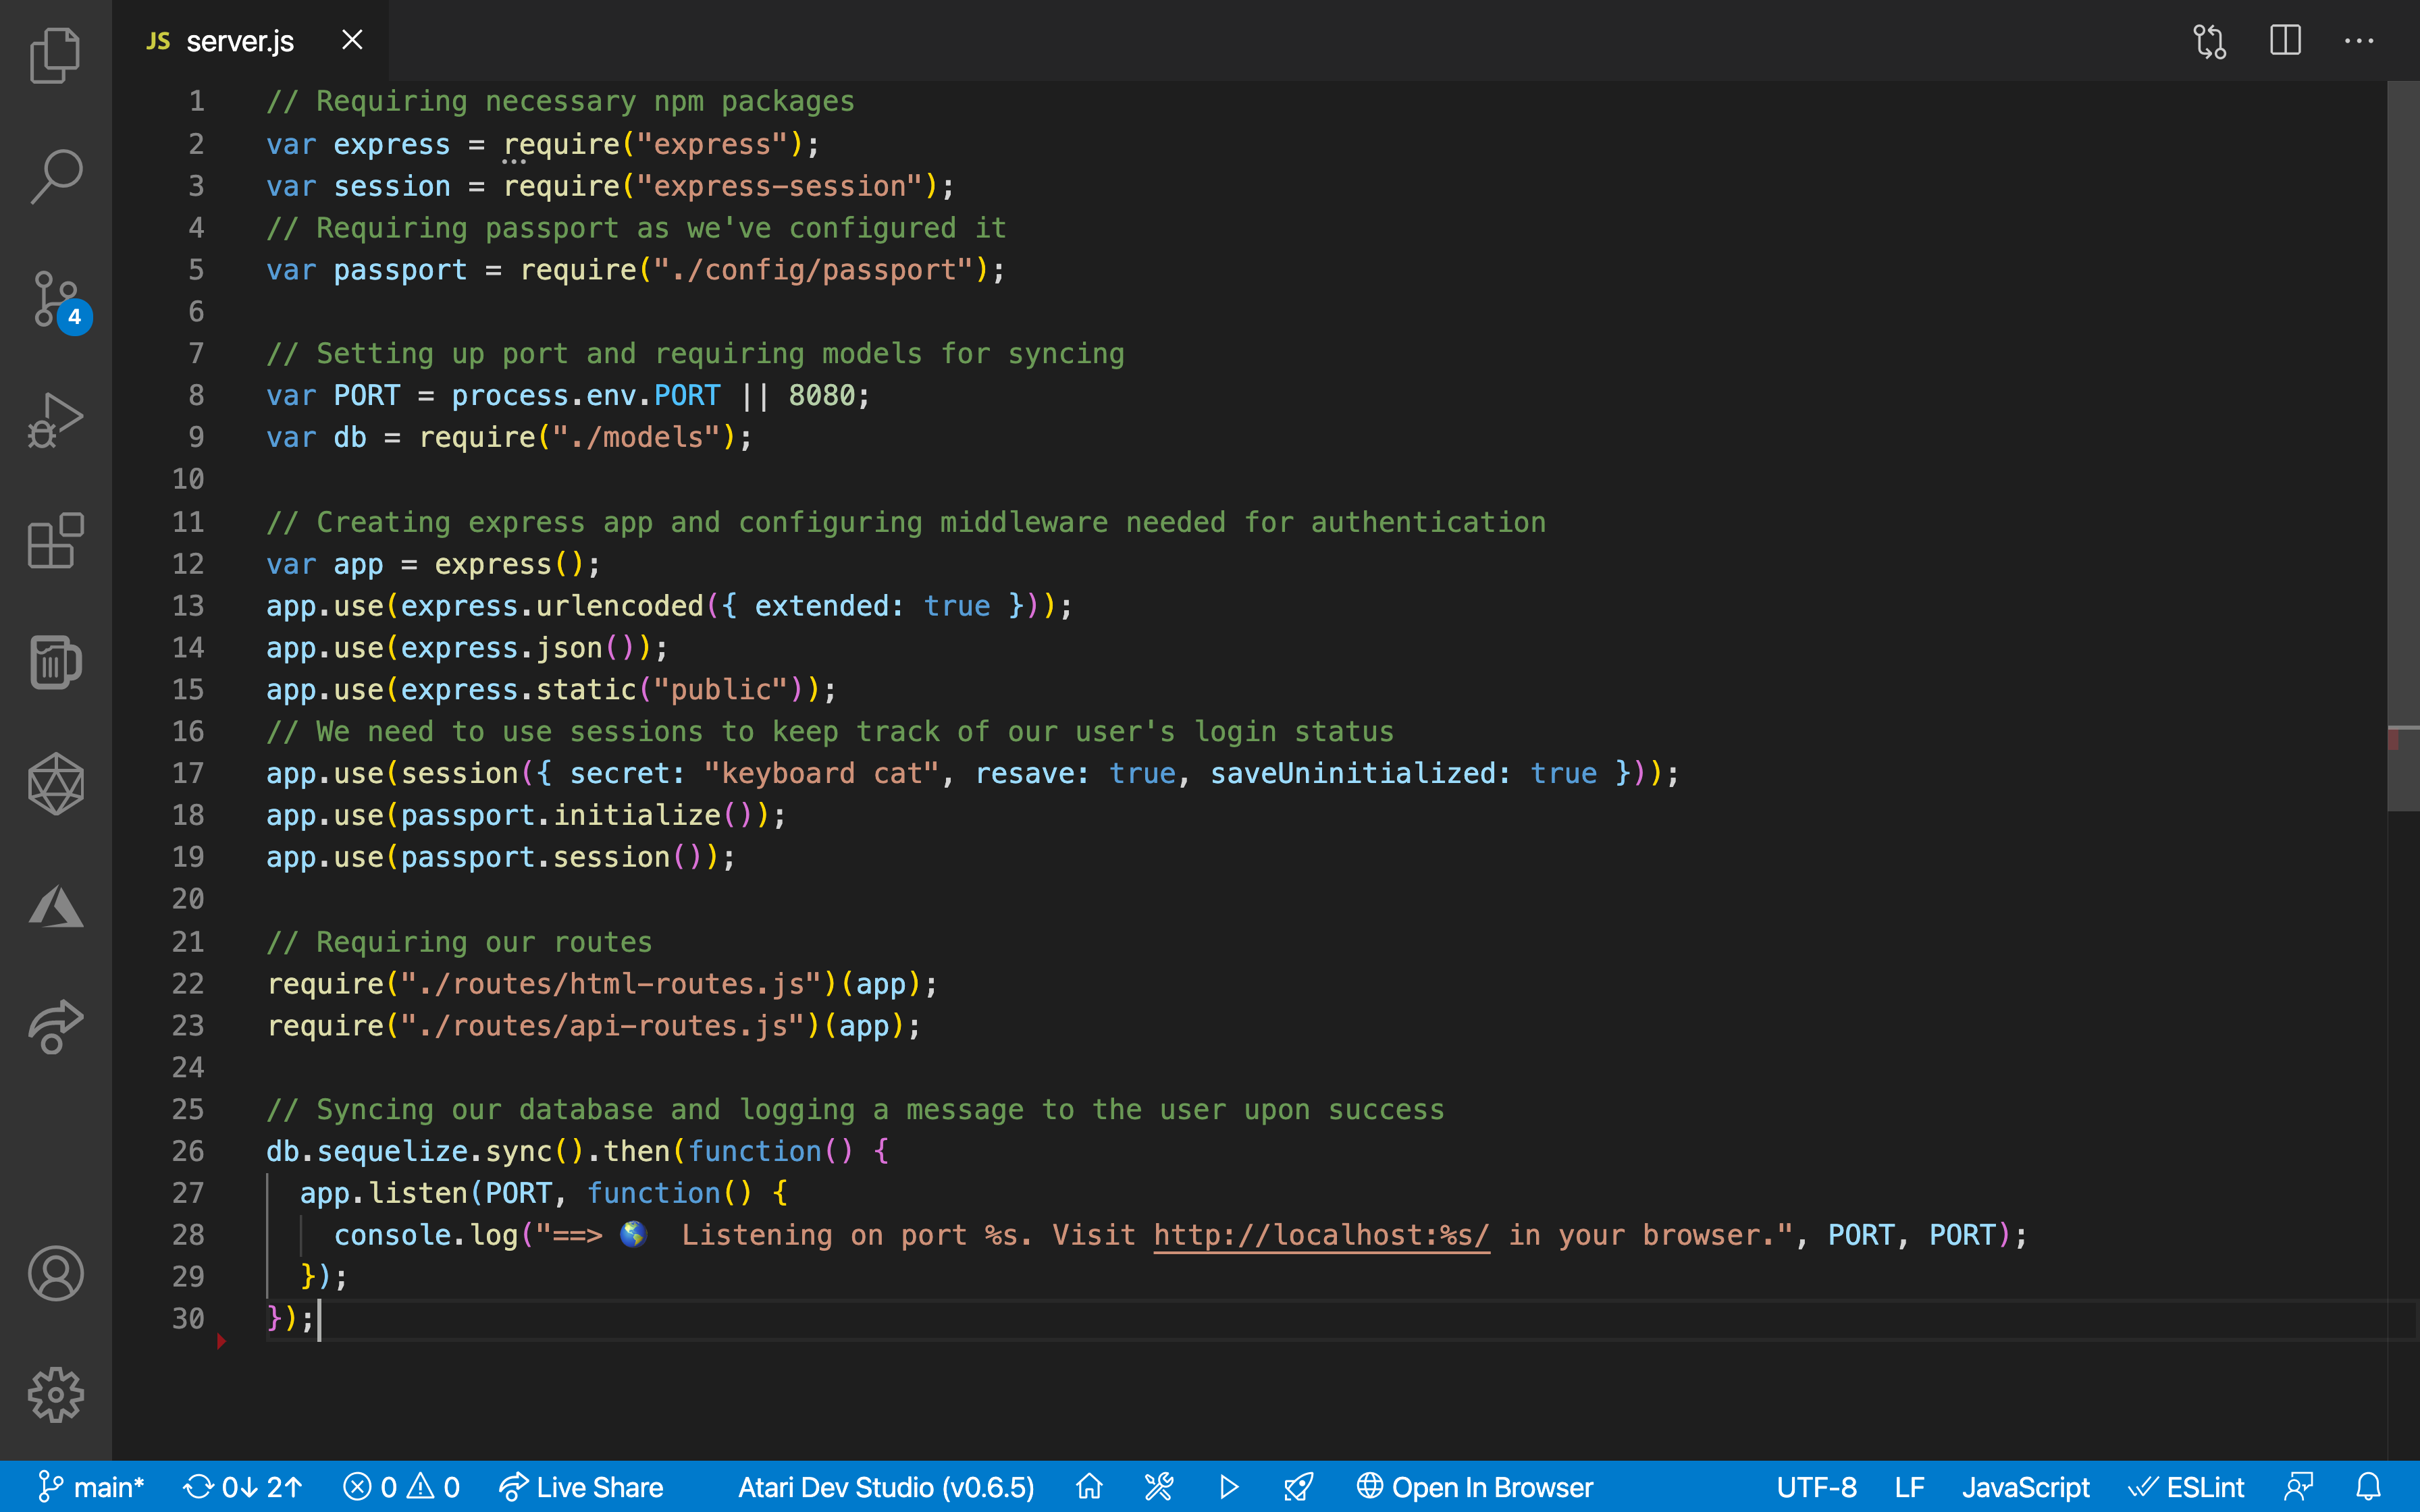 JS server.js
1 // Requiring necessary npm packages
2 var express = require("express");
3 var session = require("express-session");
4 // Requiring passport as we've configured it
5 var passport = require("./config/passport");
6
7 // Setting up port and requiring models for syncing
8 var PORT = process.env.PORT || 8080;
9 var db = require("./models");
10
11 // Creating express app and configuring middleware needed for authentication
12 var app = express();
13 app.use(express.urlencoded({ extended: true }));
14 app.use(express.json());
15 app.use(express.static("public"));
16 // We need to use sessions to keep track of our user's login status
17 app.use(session({ secret: "keyboard cat", resave: true, saveUninitialized: true }));
18 app.use(passport.initialize());
19 app.use(passport.session());
20
21 // Requiring our routes
22 require("./routes/html-routes.js")(app);
23 require("./routes/api-routes.js")(app);
24
25 // Syncing our database and logging a message to the user upon success
26 db.sequelize.sync().then(function() {
27   app.listen(PORT, function() {
28     console.log("==> 🌎  Listening on port %s. Visit http://localhost:%s/ in your browser.", PORT, PORT);
29   });
30 });
4
main* 0↓ 2↑ 0 0 Live Share Atari Dev Studio (v0.6.5) Open In Browser UTF-8 LF JavaScript ESLint